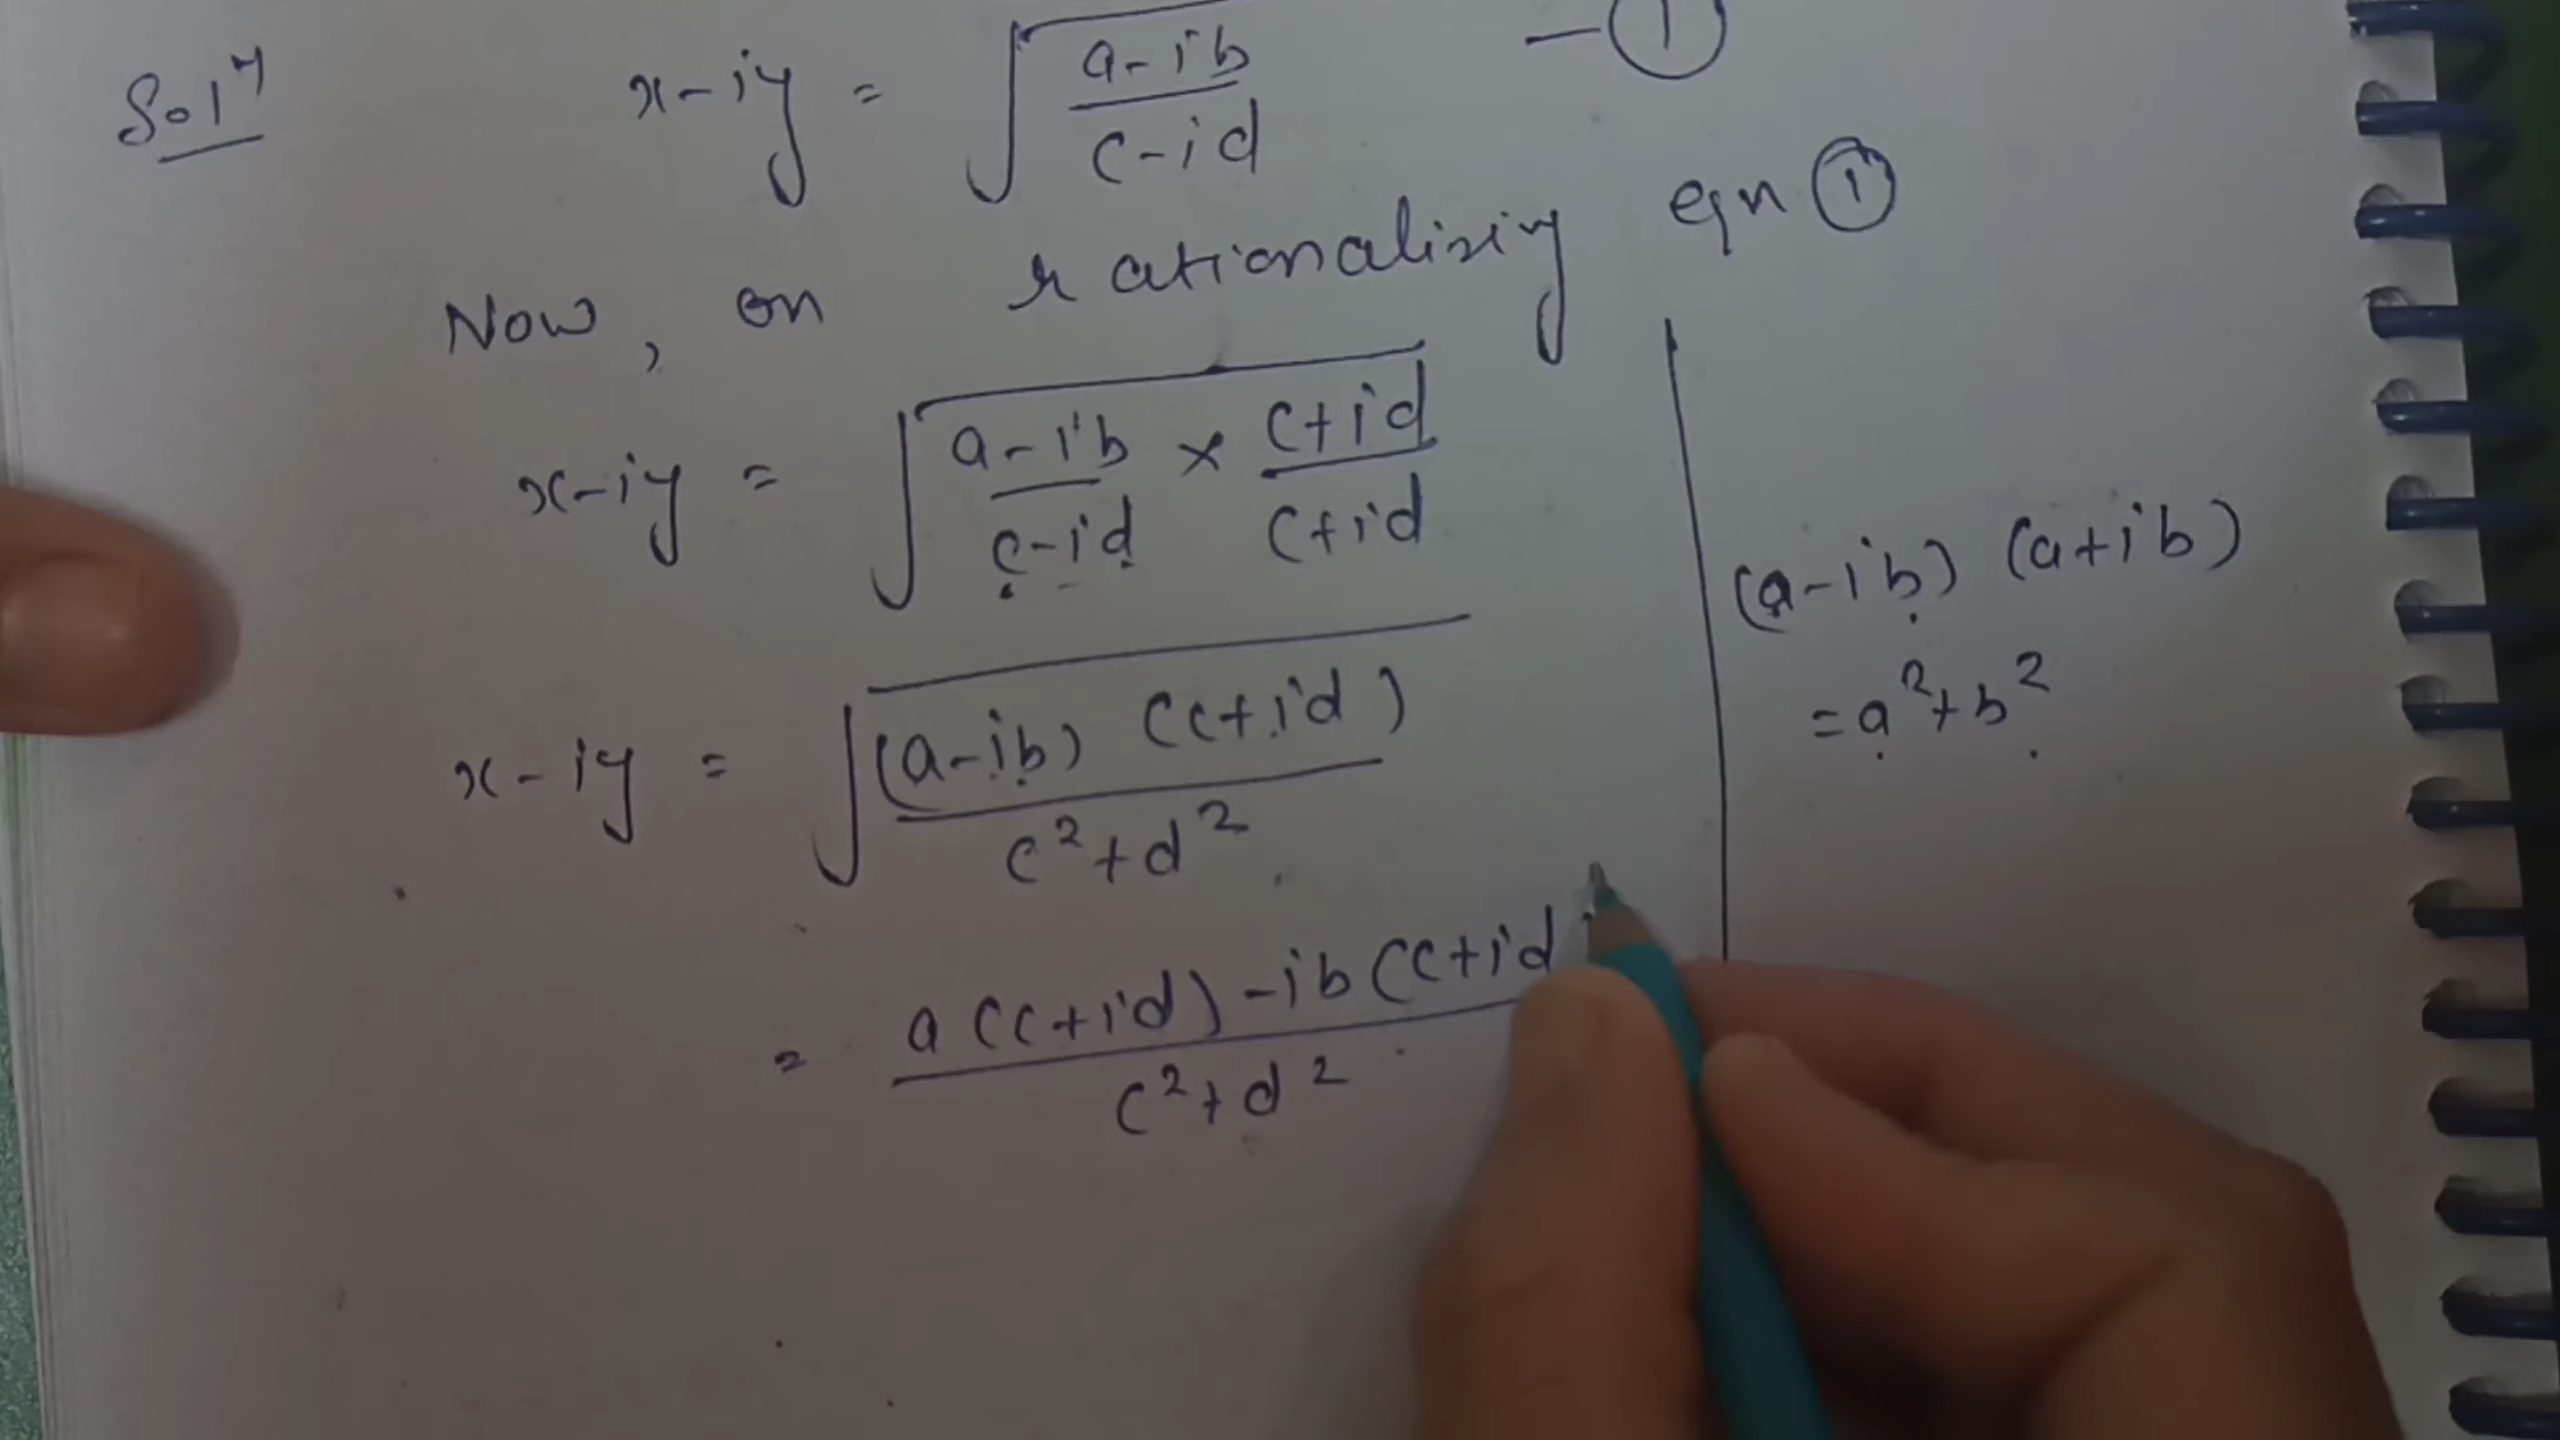 Solⁿ
x-iy = √((a-ib)/(c-id)) — ①
Now, on rationalizing eqn ①
x-iy = √((a-ib)/(c-id) × (c+id)/(c+id))
x-iy = √((a-ib) (c+id)/(c²+d²))
= (a (c+id) -ib (c+id)/(c²+d²)
(a-ib) (a+ib)
= a²+b²